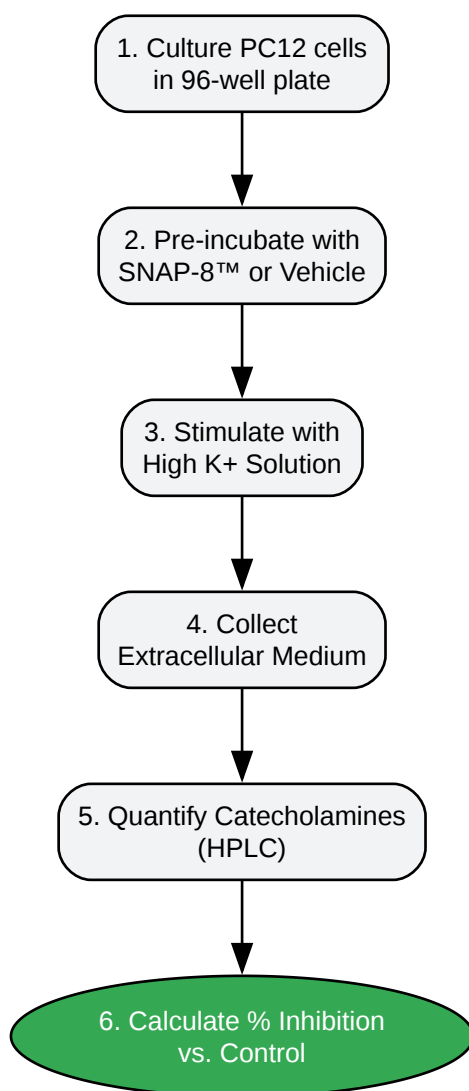 1. Culture PC12 cells
in 96-well plate
2. Pre-incubate with
SNAP-8™ or Vehicle
3. Stimulate with
High K+ Solution
4. Collect
Extracellular Medium
5. Quantify Catecholamines
(HPLC)
6. Calculate % Inhibition
vs. Control